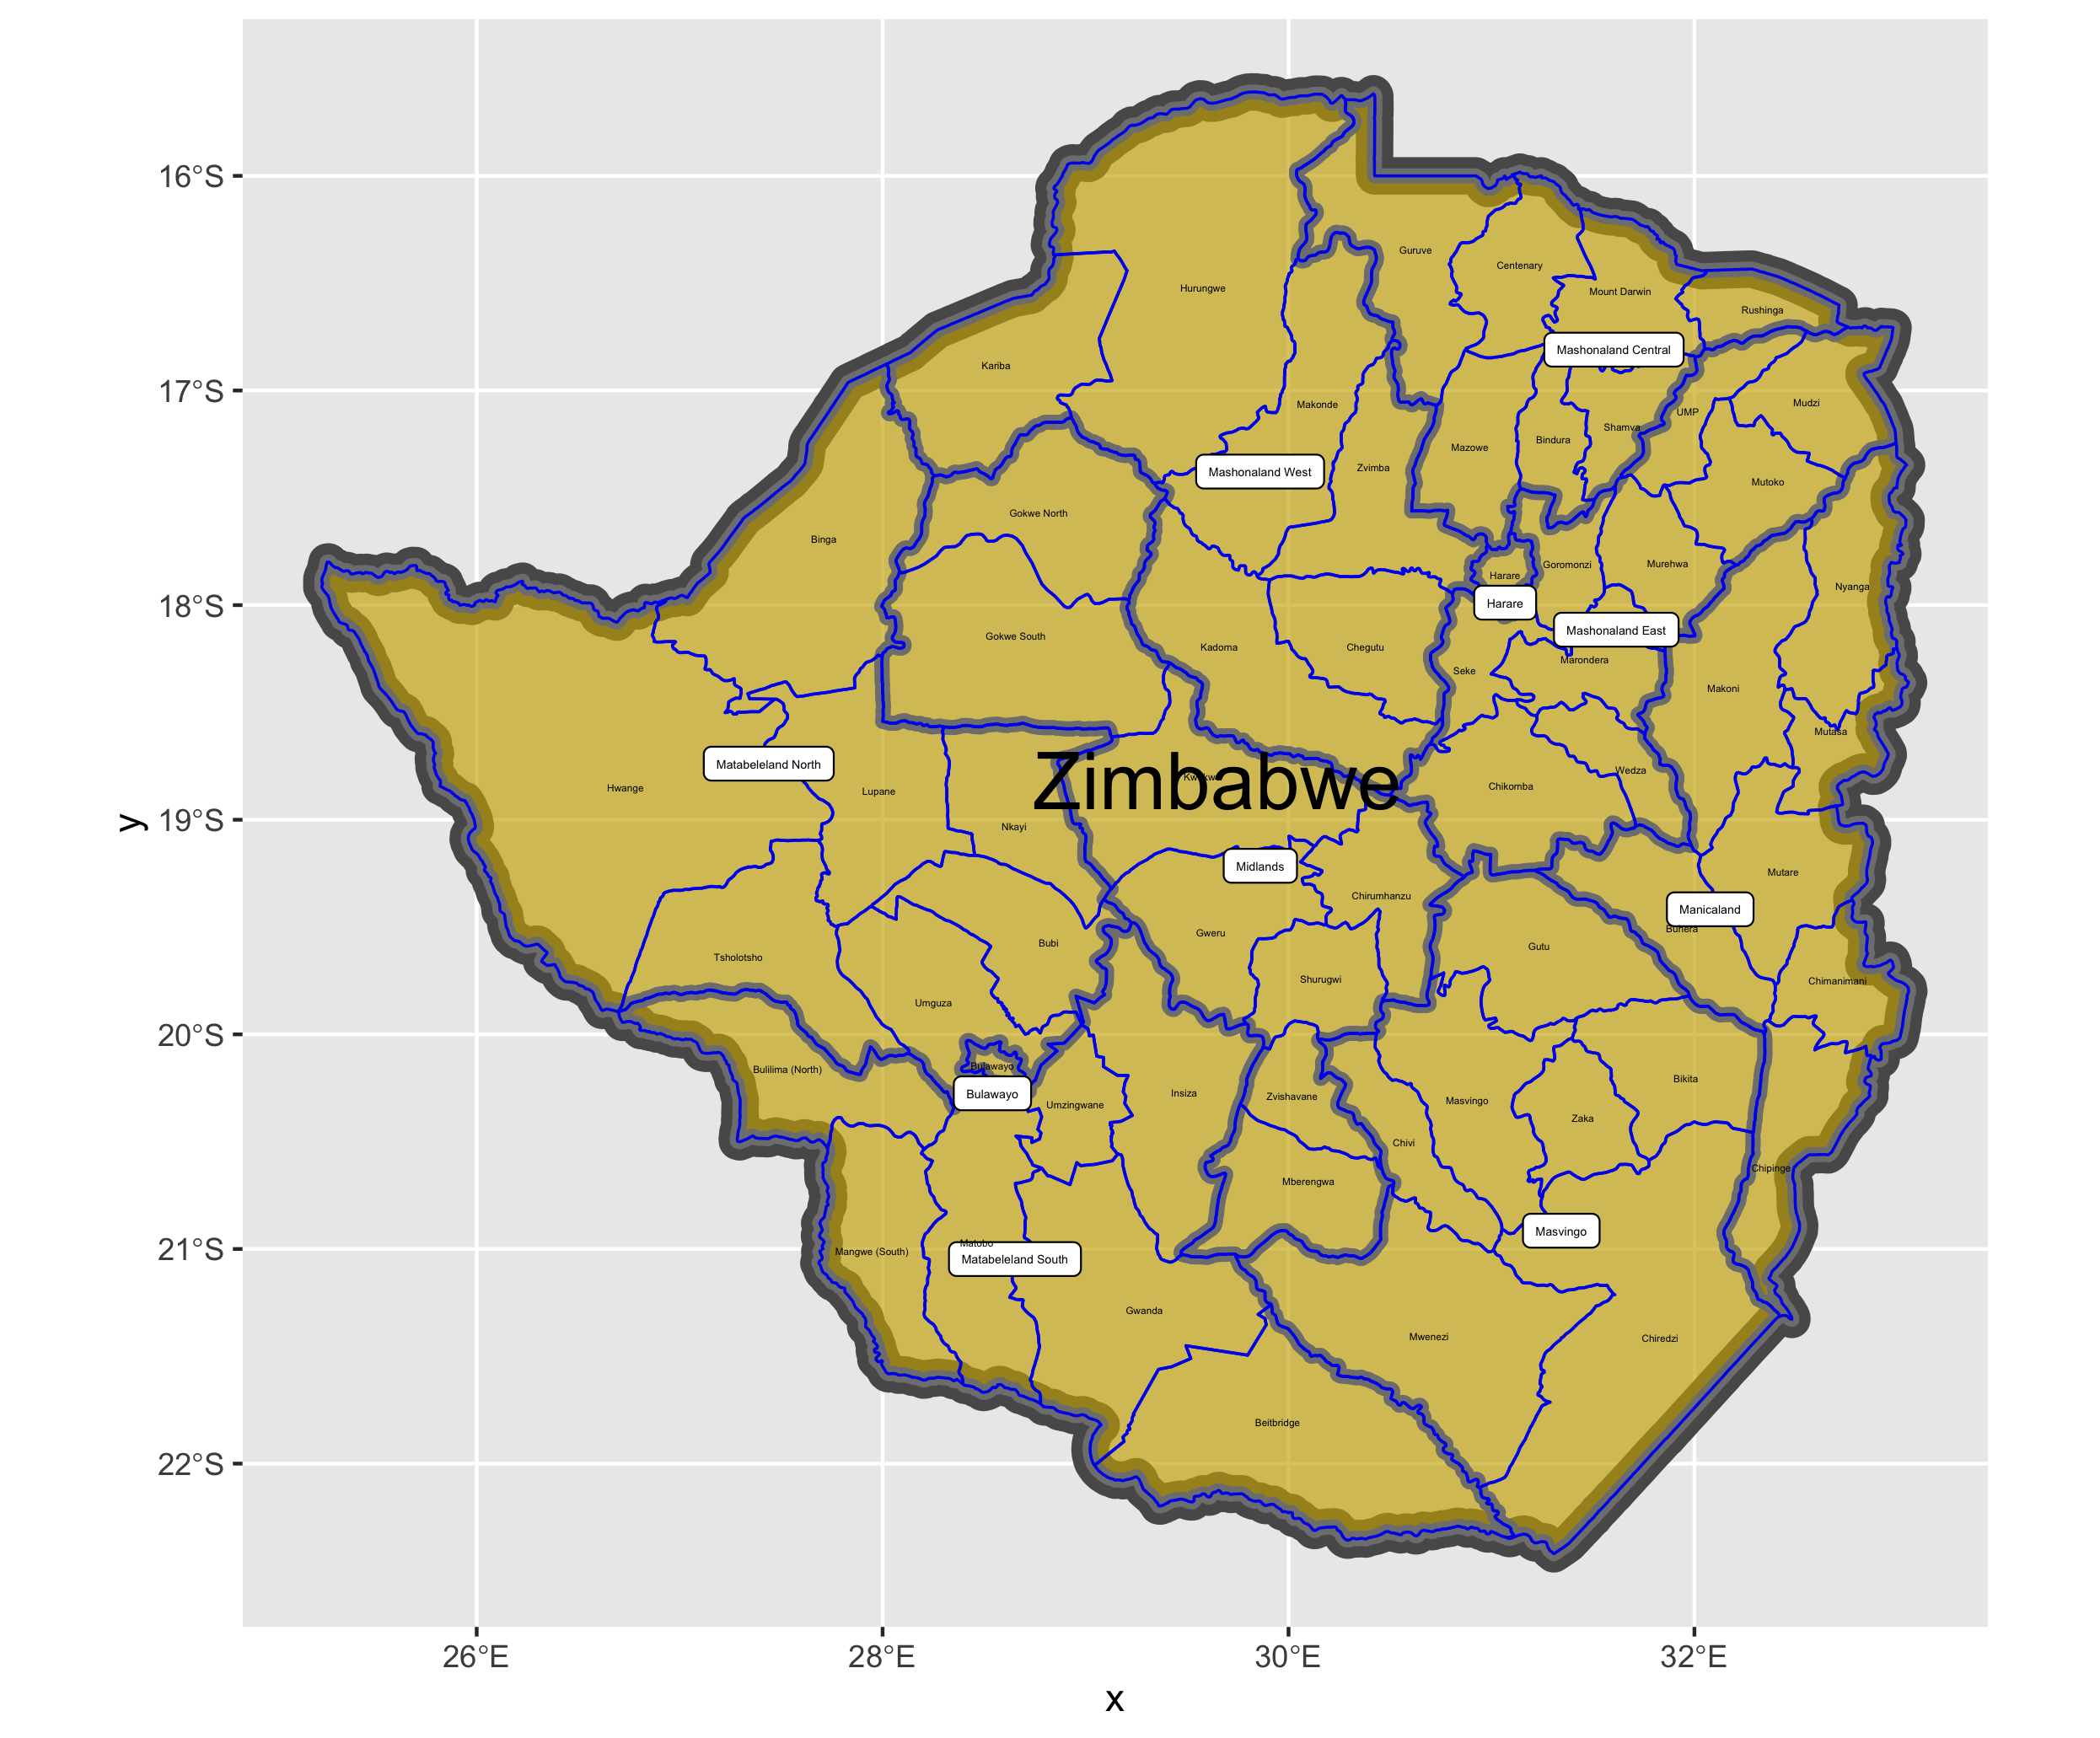 16°S
17°S
18°S
19°S
20°S
21°S
22°S
y
Guruve
Centenary
Hurungwe
Mount Darwin
Rushinga
Mashonaland Central
Kariba
Makonde
Mudzi
UMP
Shamva
Bindura
Mazowe
Zvimba
Mashonaland West
Mutoko
Gokwe North
Binga
Goromonzi
Murehwa
Harare
Nyanga
Harare
Mashonaland East
Gokwe South
Kadoma
Chegutu
Marondera
Seke
Makoni
Mutasa
Matabeleland North
Wedza
Zimbabwe
Hwange
Lupane
Chikomba
Nkayi
Midlands
Mutare
Chirumhanzu
Manicaland
Buhera
Gweru
Bubi
Gutu
Tsholotsho
Shurugwi
Chimanimani
Umguza
Bulawayo
Bulilima (North)
Bikita
Bulawayo
Insiza
Zvishavane
Masvingo
Umzingwane
Zaka
Chivi
Chipinge
Mberengwa
Masvingo
Matobo
Mangwe (South)
Matabeleland South
Gwanda
Mwenezi
Chiredzi
Beitbridge
26°E
28°E
30°E
32°E
x